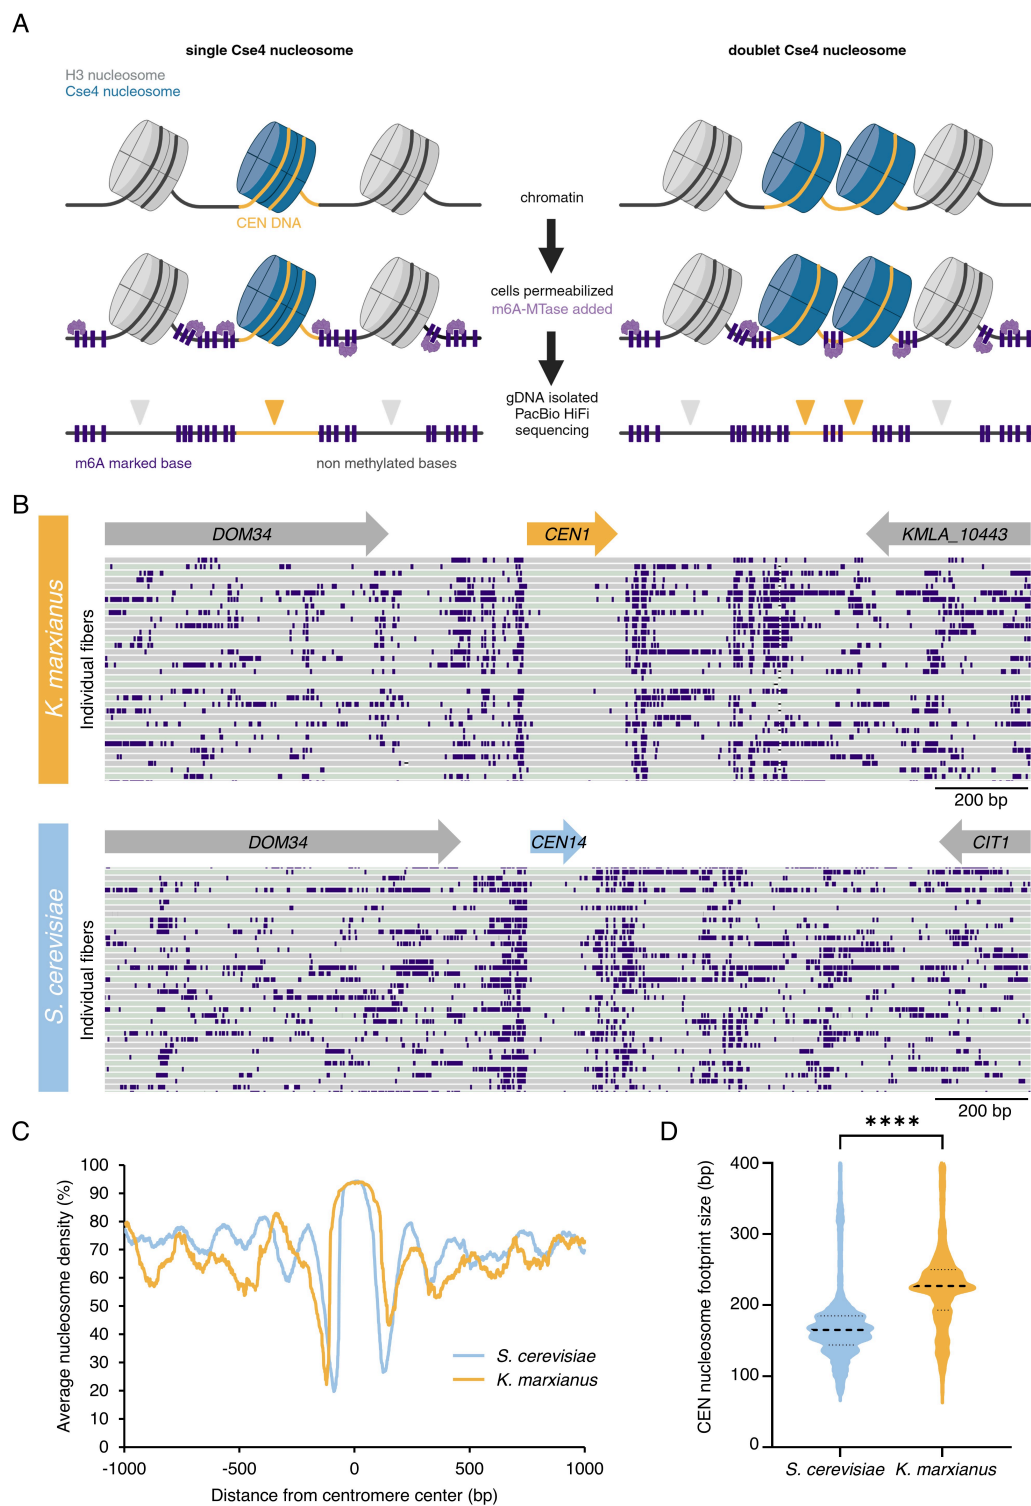 A
single Cse4 nucleosome
doublet Cse4 nucleosome
H3 nucleosome
Cse4 nucleosome
CEN DNA
chromatin
cells permeabilized
m6A-MTase added
gDNA isolated
PacBio HiFi
sequencing
m6A marked base
non methylated bases
B
K. marxianus
Individual fibers
DOM34
CEN1
KMLA_10443
200 bp
S. cerevisiae
Individual fibers
DOM34
CEN14
CIT1
200 bp
C
Average nucleosome density (%)
100
90
80
70
60
50
40
30
20
10
0
-1000
-500
0
500
1000
Distance from centromere center (bp)
S. cerevisiae
K. marxianus
D
****
CEN nucleosome footprint size (bp)
400
300
200
100
0
S. cerevisiae
K. marxianus